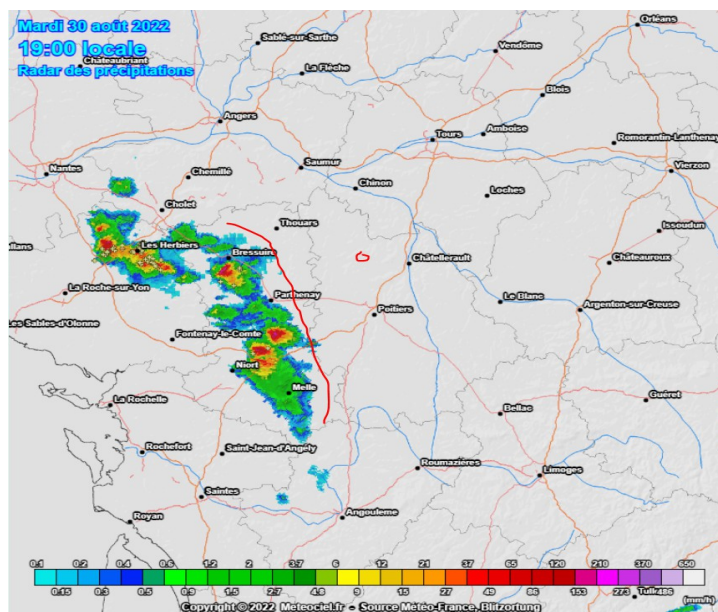 Mardi 30 août 2022
19:00 locale
Radar des précipitations
Châteaubriant
Sablé-sur-Sarthe
La Flèche
Vendôme
Orléans
Blois
Angers
Tours
Amboise
Romorantin-Lanthenay
Nantes
Chemillé
Saumur
Chinon
Loches
Vierzon
Cholet
Thouars
Issoudun
Les Herbiers
Bressuire
Châtellerault
Châteauroux
La Roche-sur-Yon
Parthenay
Poitiers
Le Blanc
Argenton-sur-Creuse
Les Sables-d'Olonne
Fontenay-le-Comte
Niort
Melle
La Rochelle
Bellac
Guéret
Rochefort
Saint-Jean-d'Angély
Roumazières
Limoges
Saintes
Royan
Angouleme
0.1 0.2 0.4 0.9 1.2 2 3.7 6 12 21 37 65 120 210 370 650
0.15 0.3 0.5 0.9 1.5 2.7 4.8 9 15 27 49 86 153 273 486
(mm/h)
Copyright © 2022 Meteociel.fr - Source Météo-France, Blitzortung